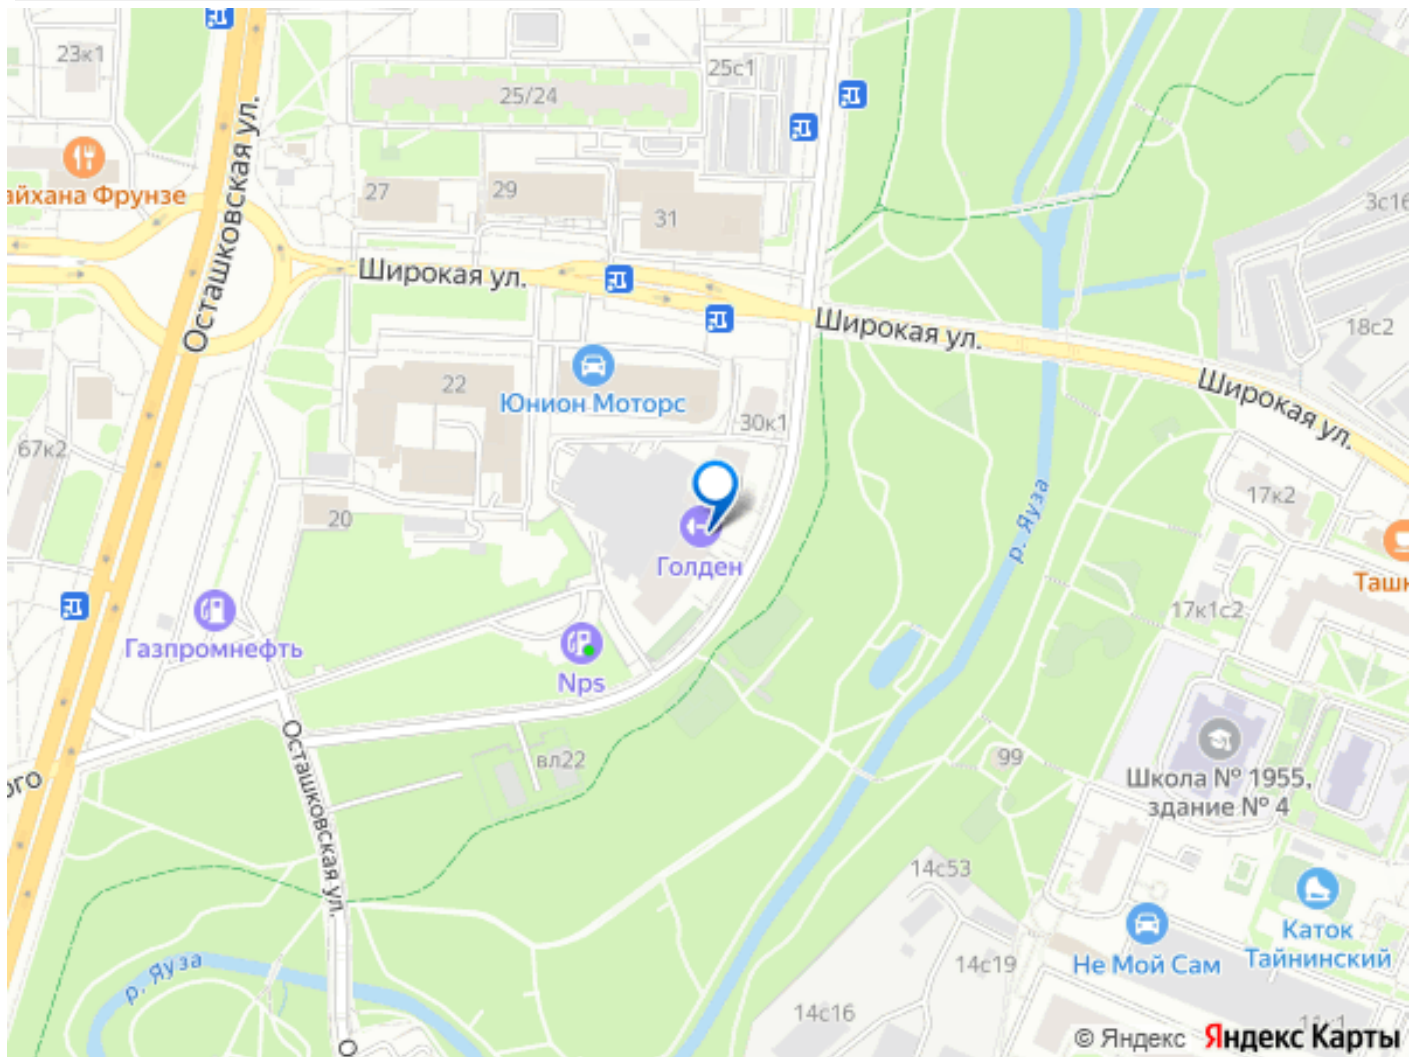 23к1
25с1
25/24
Осташковская ул.
айхана Фрунзе
27
29
31
3с16
Широкая ул.
Широкая ул.
18с2
Широкая ул.
22
Юнион Моторс
30к1
67к2
17к2
20
р. Яуза
Голден
Ташк
17к1с2
Газпромнефть
Nps
Осташковская ул.
ого
вл22
99
Школа № 1955,
здание № 4
14с53
Каток
Тайнинский
Не Мой Сам
14с19
р. Яуза
14с16
© Яндекс Яндекс Карты